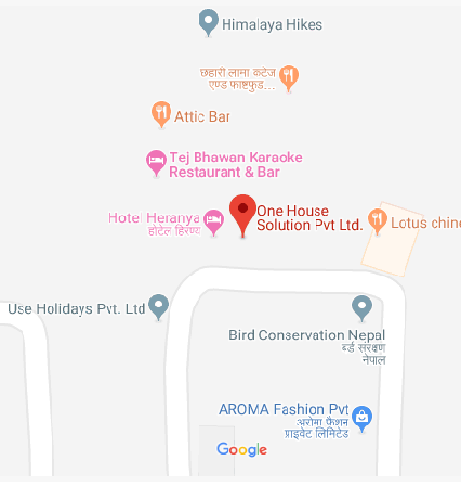 Himalaya Hikes
छहारी लामा कटेज
एण्ड फाष्टफुड...
Attic Bar
Tej Bhawan Karaoke
Restaurant & Bar
Hotel Heranya
होटेल हिरण्य
One House
Solution Pvt Ltd.
Lotus chine
Use Holidays Pvt. Ltd
Bird Conservation Nepal
बर्ड संरक्षण
नेपाल
AROMA Fashion Pvt
अरोमा फैशन
प्राइवेट लिमिटेड
Google